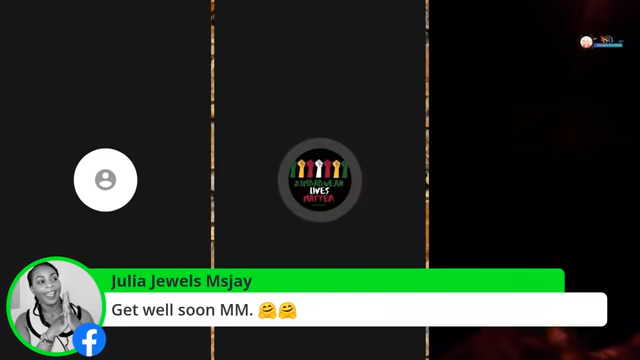 ZIMBABWEAN
LIVES
MATTER
Julia Jewels Msjay
Get well soon MM. 🤗🤗